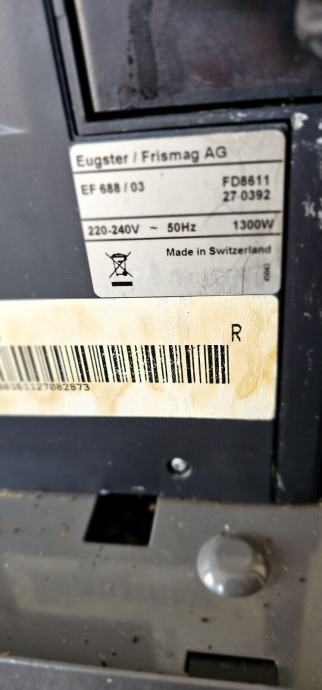 Eugster / Frismag AG
EF 688 / 03 FD8611
27 0392
220-240V ~ 50Hz 1300W
Made in Switzerland
R